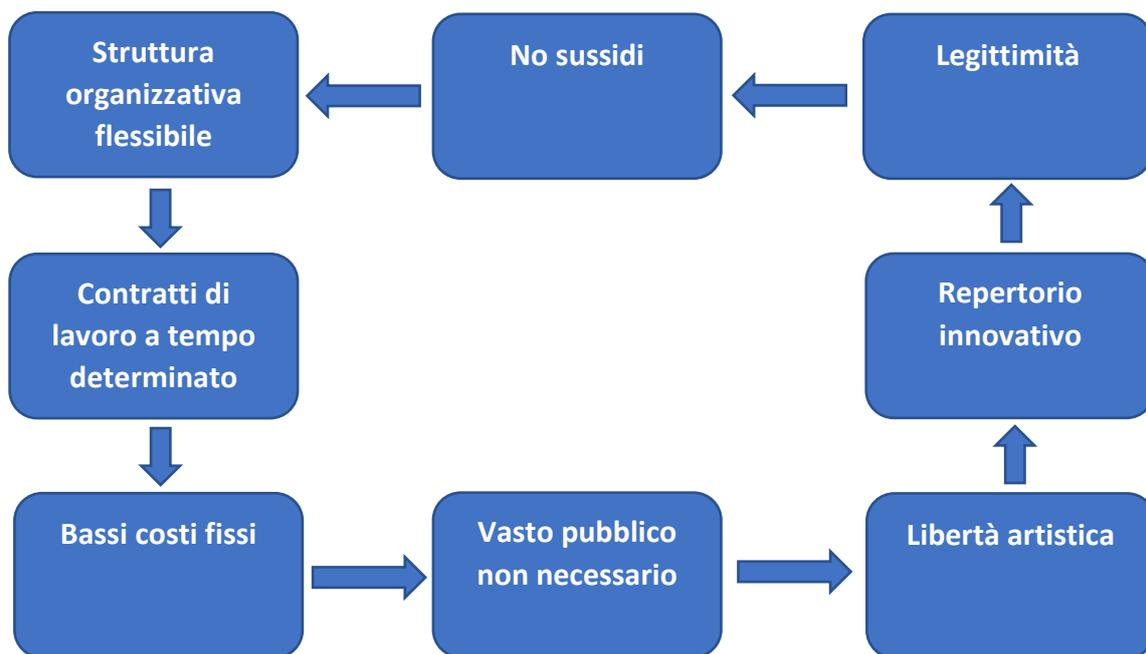 Struttura
organizzativa
flessibile
No sussidi
Legittimità
Contratti di
lavoro a tempo
determinato
Repertorio
innovativo
Bassi costi fissi
Vasto pubblico
non necessario
Libertà artistica